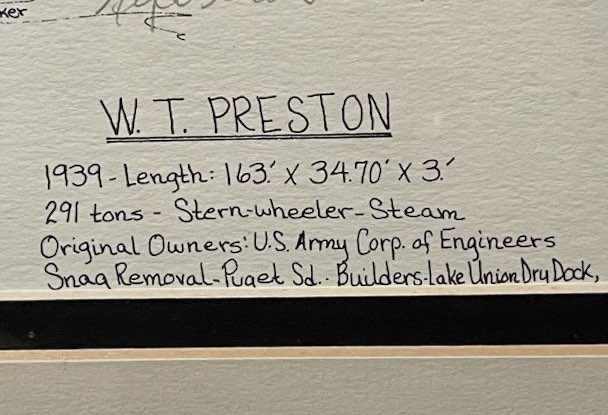 ker
W. T. PRESTON
1939 - Length: 163.' X 34.70' X 3.'
291 tons - Stern-wheeler - Steam
Original Owners: U.S. Army Corp. of Engineers
Snag Removal - Puget Sd. - Builders - Lake Union Dry Dock,